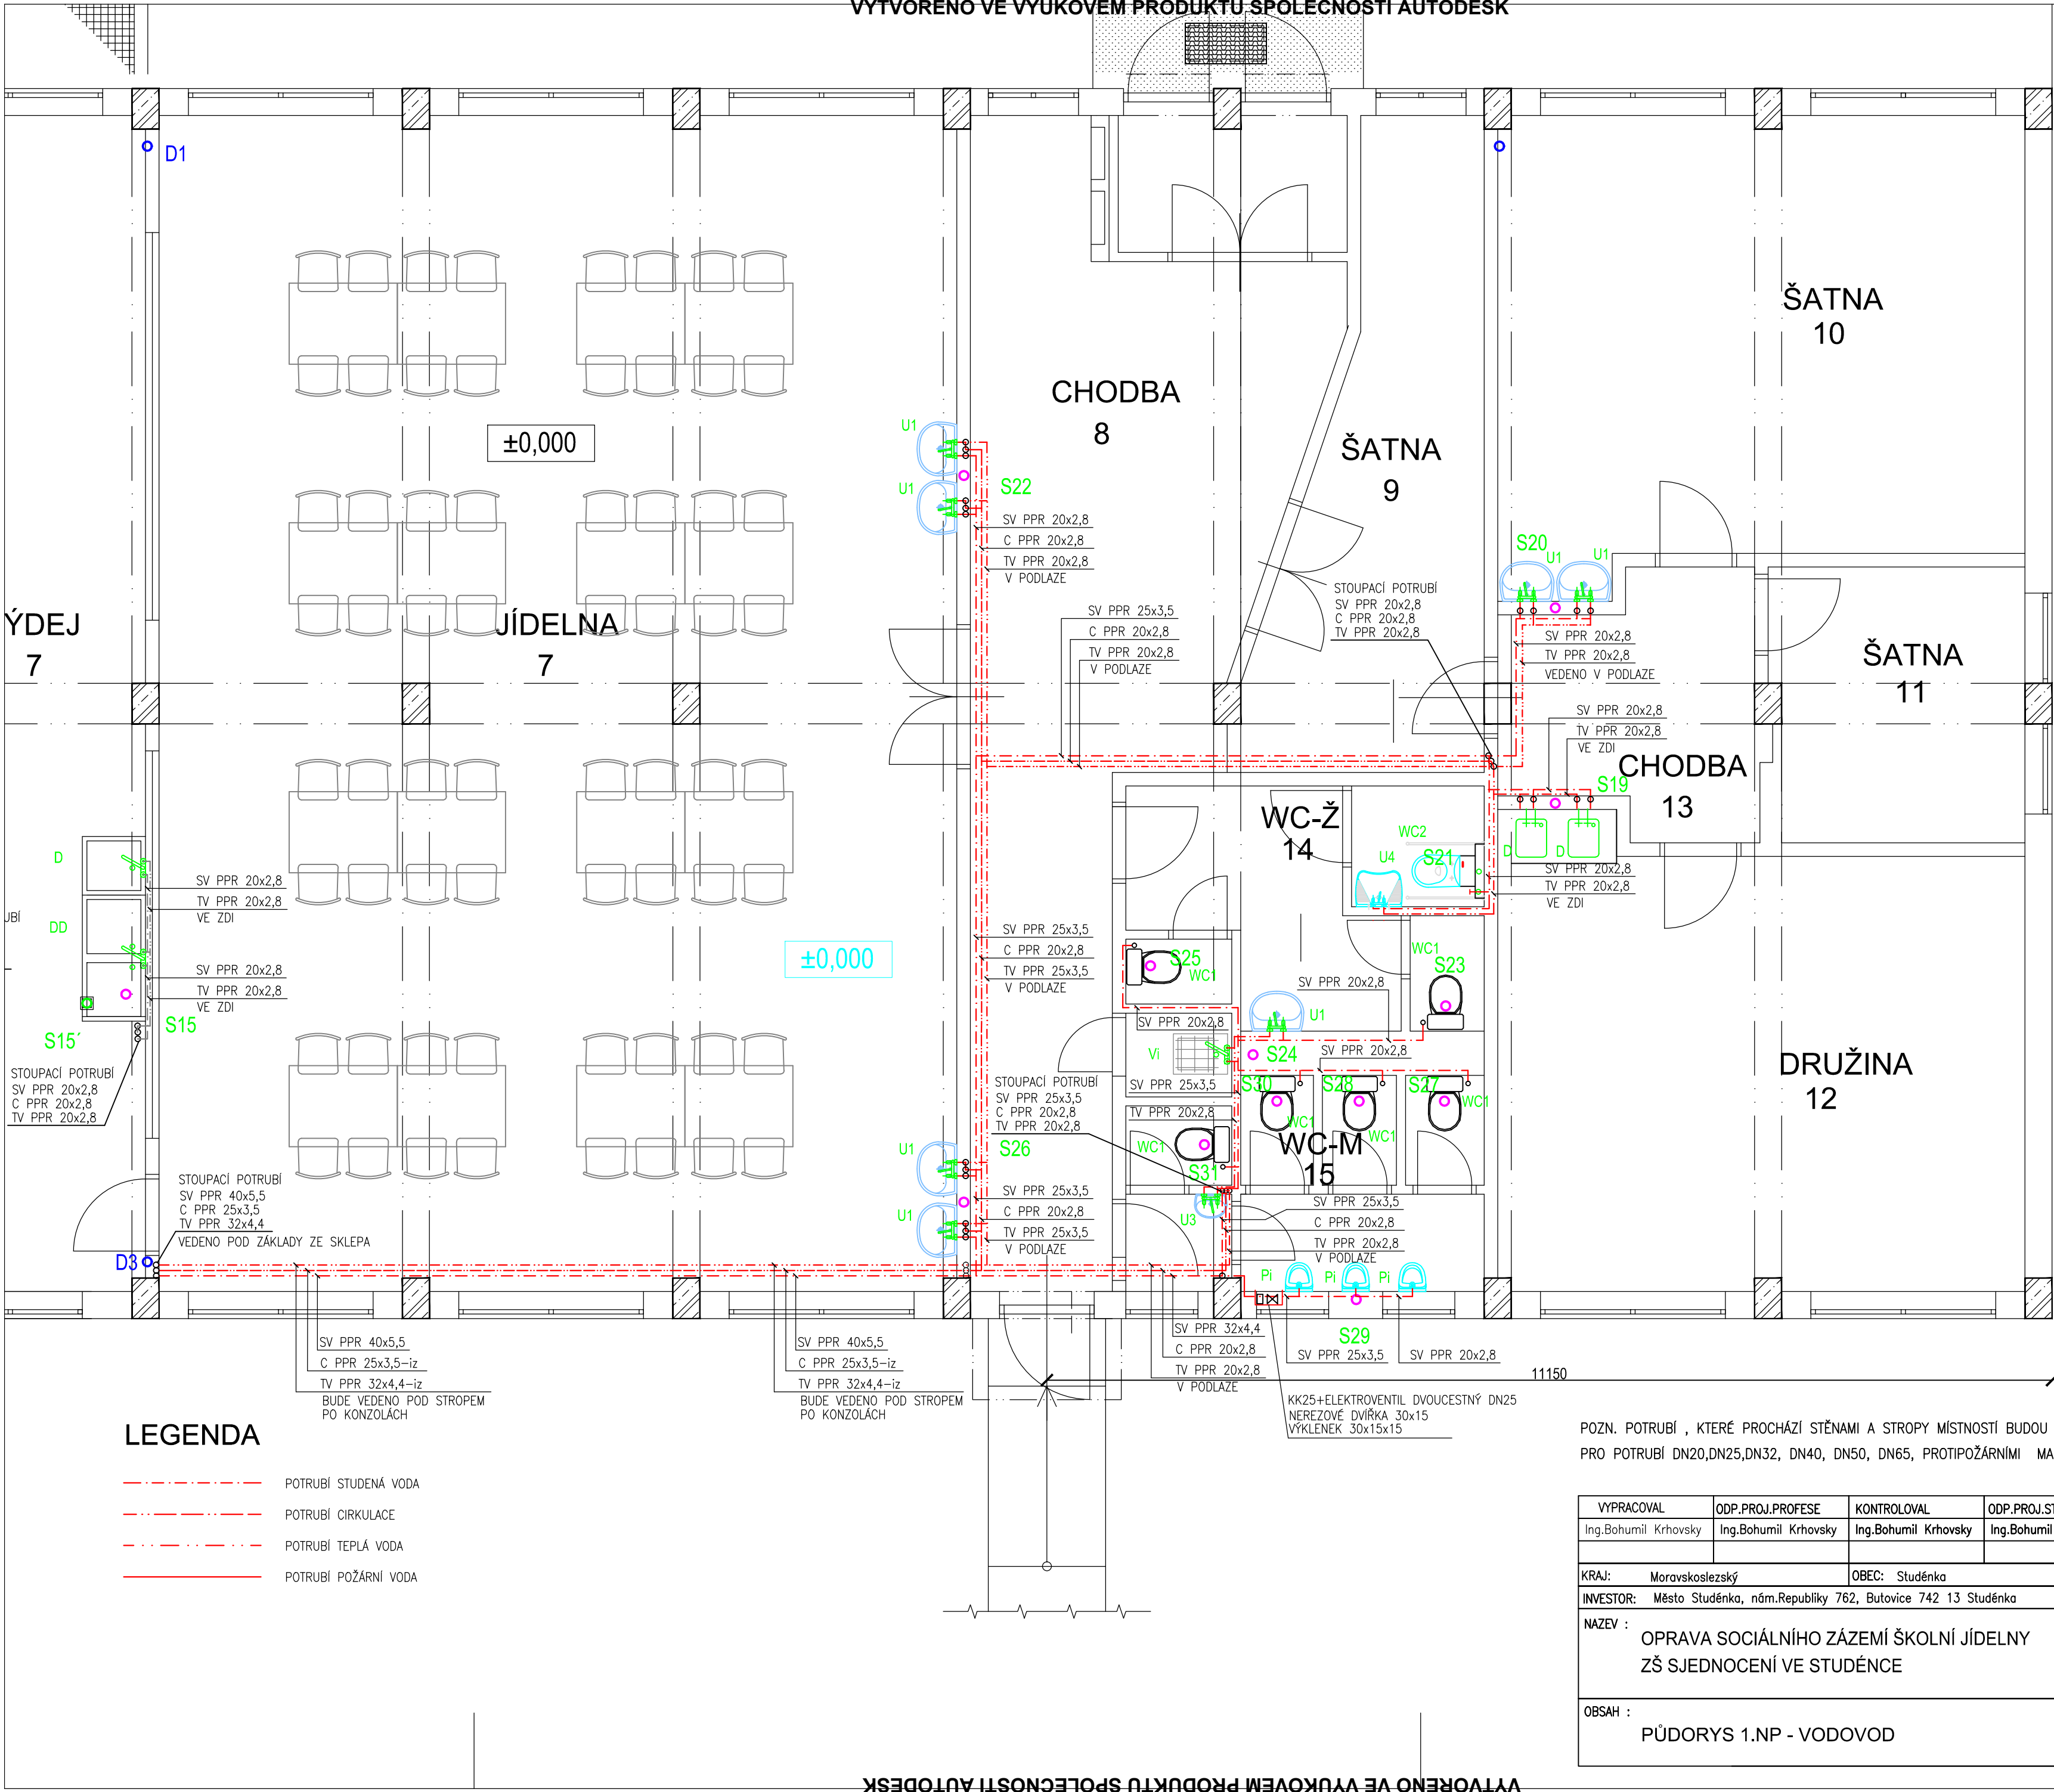 VYTVOŘENO VE VÝUKOVÉM PRODUKTU SPOLEČNOSTI AUTODESK
D1
ŠATNA
10
CHODBA
8
ŠATNA
9
±0,000
U1
U1
S22
SV PPR 20x2,8
C PPR 20x2,8
TV PPR 20x2,8
V PODLAZE
S20
U1
U1
STOUPACÍ POTRUBÍ
SV PPR 20x2,8
C PPR 20x2,8
TV PPR 20x2,8
SV PPR 25x3,5
C PPR 20x2,8
TV PPR 20x2,8
V PODLAZE
SV PPR 20x2,8
TV PPR 20x2,8
VEDENO V PODLAZE
ÝDEJ
7
JÍDELNA
7
ŠATNA
11
SV PPR 20x2,8
TV PPR 20x2,8
VE ZDI
CHODBA
13
S19
D
D
SV PPR 20x2,8
TV PPR 20x2,8
VE ZDI
WC-Ž
14
WC2
U4
S21
D
DD
UBÍ
SV PPR 20x2,8
TV PPR 20x2,8
VE ZDI
SV PPR 20x2,8
TV PPR 20x2,8
VE ZDI
S15
S15´
STOUPACÍ POTRUBÍ
SV PPR 20x2,8
C PPR 20x2,8
TV PPR 20x2,8
±0,000
SV PPR 25x3,5
C PPR 20x2,8
TV PPR 25x3,5
V PODLAZE
S25
WC1
WC1
S23
SV PPR 20x2,8
SV PPR 20x2,8
U1
Vi
S24
SV PPR 20x2,8
SV PPR 25x3,5
S30
S28
S27
WC1
WC1
WC1
TV PPR 20x2,8
STOUPACÍ POTRUBÍ
SV PPR 25x3,5
C PPR 20x2,8
TV PPR 20x2,8
WC1
S31
WC-M
15
DRUŽINA
12
U1
U1
S26
SV PPR 25x3,5
C PPR 20x2,8
TV PPR 25x3,5
V PODLAZE
U3
SV PPR 25x3,5
C PPR 20x2,8
TV PPR 20x2,8
V PODLAZE
Pi
Pi
Pi
STOUPACÍ POTRUBÍ
SV PPR 40x5,5
C PPR 25x3,5
TV PPR 32x4,4
VEDENO POD ZÁKLADY ZE SKLEPA
D3
SV PPR 40x5,5
C PPR 25x3,5-iz
TV PPR 32x4,4-iz
BUDE VEDENO POD STROPEM
PO KONZOLÁCH
SV PPR 40x5,5
C PPR 25x3,5-iz
TV PPR 32x4,4-iz
BUDE VEDENO POD STROPEM
PO KONZOLÁCH
SV PPR 32x4,4
C PPR 20x2,8
TV PPR 20x2,8
V PODLAZE
S29
SV PPR 25x3,5
SV PPR 20x2,8
11150
KK25+ELEKTROVENTIL DVOUCESTNÝ DN25
NEREZOVÉ DVÍŘKA 30x15
VÝKLENEK 30x15x15
LEGENDA
POTRUBÍ STUDENÁ VODA
POTRUBÍ CIRKULACE
POTRUBÍ TEPLÁ VODA
POTRUBÍ POŽÁRNÍ VODA
POZN. POTRUBÍ , KTERÉ PROCHÁZÍ STĚNAMI A STROPY MÍSTNOSTÍ BUDOU
PRO POTRUBÍ DN20,DN25,DN32, DN40, DN50, DN65, PROTIPOŽÁRNÍMI MA
VYPRACOVAL ODP.PROJ.PROFESE KONTROLOVAL ODP.PROJ.ST
Ing.Bohumil Krhovsky Ing.Bohumil Krhovsky Ing.Bohumil Krhovsky Ing.Bohumil
KRAJ: Moravskoslezský OBEC: Studénka
INVESTOR: Město Studénka, nám.Republiky 762, Butovice 742 13 Studénka
NAZEV :
OPRAVA SOCIÁLNÍHO ZÁZEMÍ ŠKOLNÍ JÍDELNY
ZŠ SJEDNOCENÍ VE STUDÉNCE
OBSAH :
PŮDORYS 1.NP - VODOVOD
VYTVOŘENO VE VÝUKOVÉM PRODUKTU SPOLEČNOSTI AUTODESK